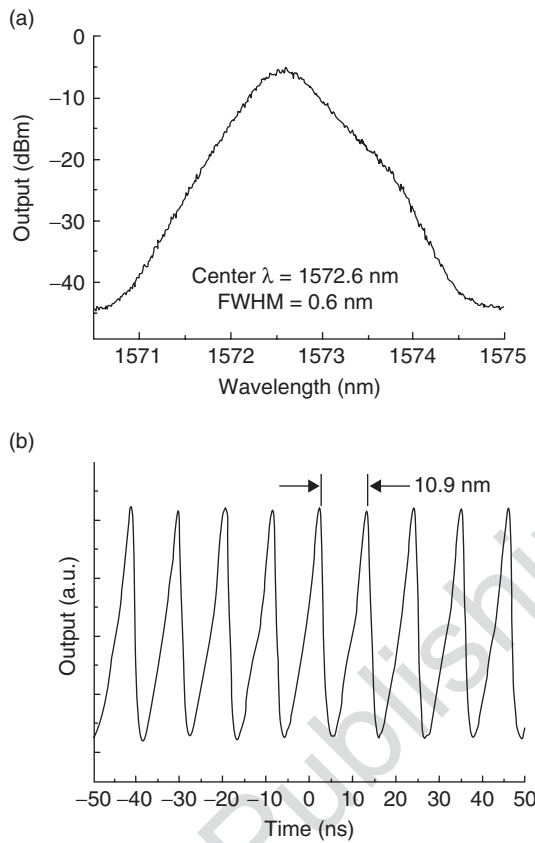 (a)
0
−10
−20
−30
−40
Output (dBm)
Center λ = 1572.6 nm
FWHM = 0.6 nm
1571 1572 1573 1574 1575
Wavelength (nm)
(b)
10.9 nm
Output (a.u.)
−50 −40 −30 −20 −10 0 10 20 30 40 50
Time (ns)